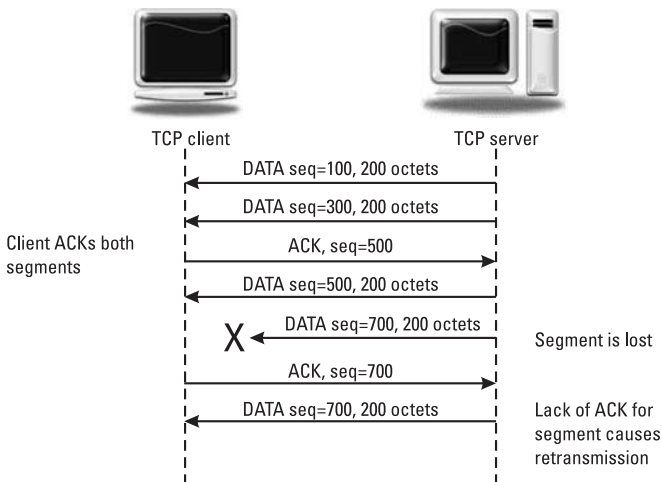 TCP client
TCP server
DATA seq=100, 200 octets
DATA seq=300, 200 octets
Client ACKs both
segments
ACK, seq=500
DATA seq=500, 200 octets
DATA seq=700, 200 octets
X
Segment is lost
ACK, seq=700
DATA seq=700, 200 octets
Lack of ACK for
segment causes
retransmission